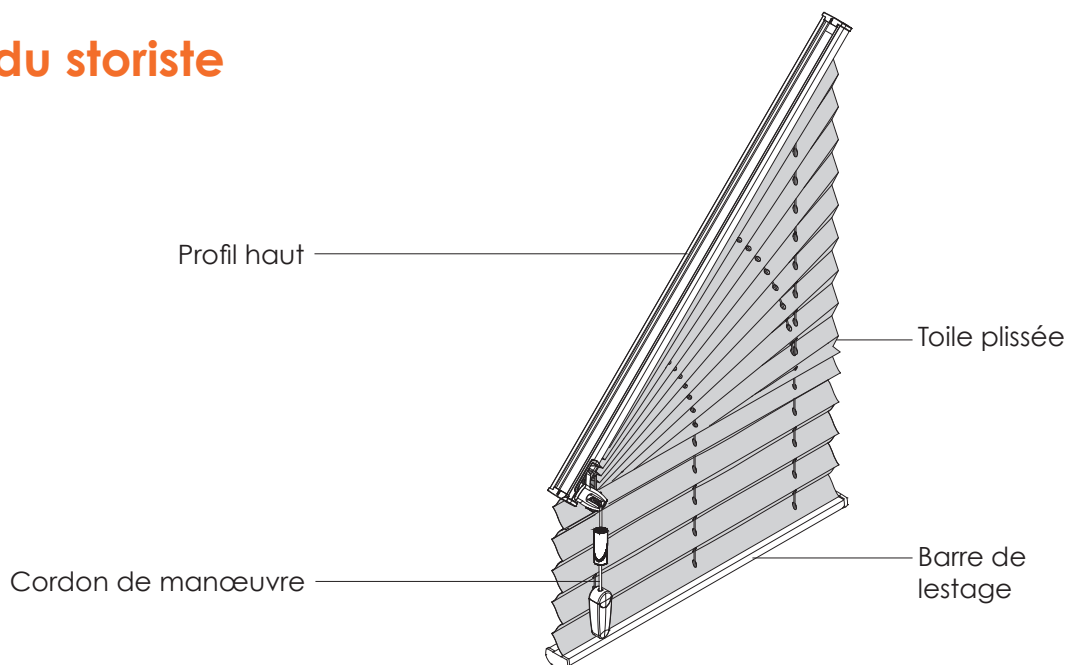 du storiste
Profil haut
Toile plissée
Barre de
lestage
Cordon de manœuvre